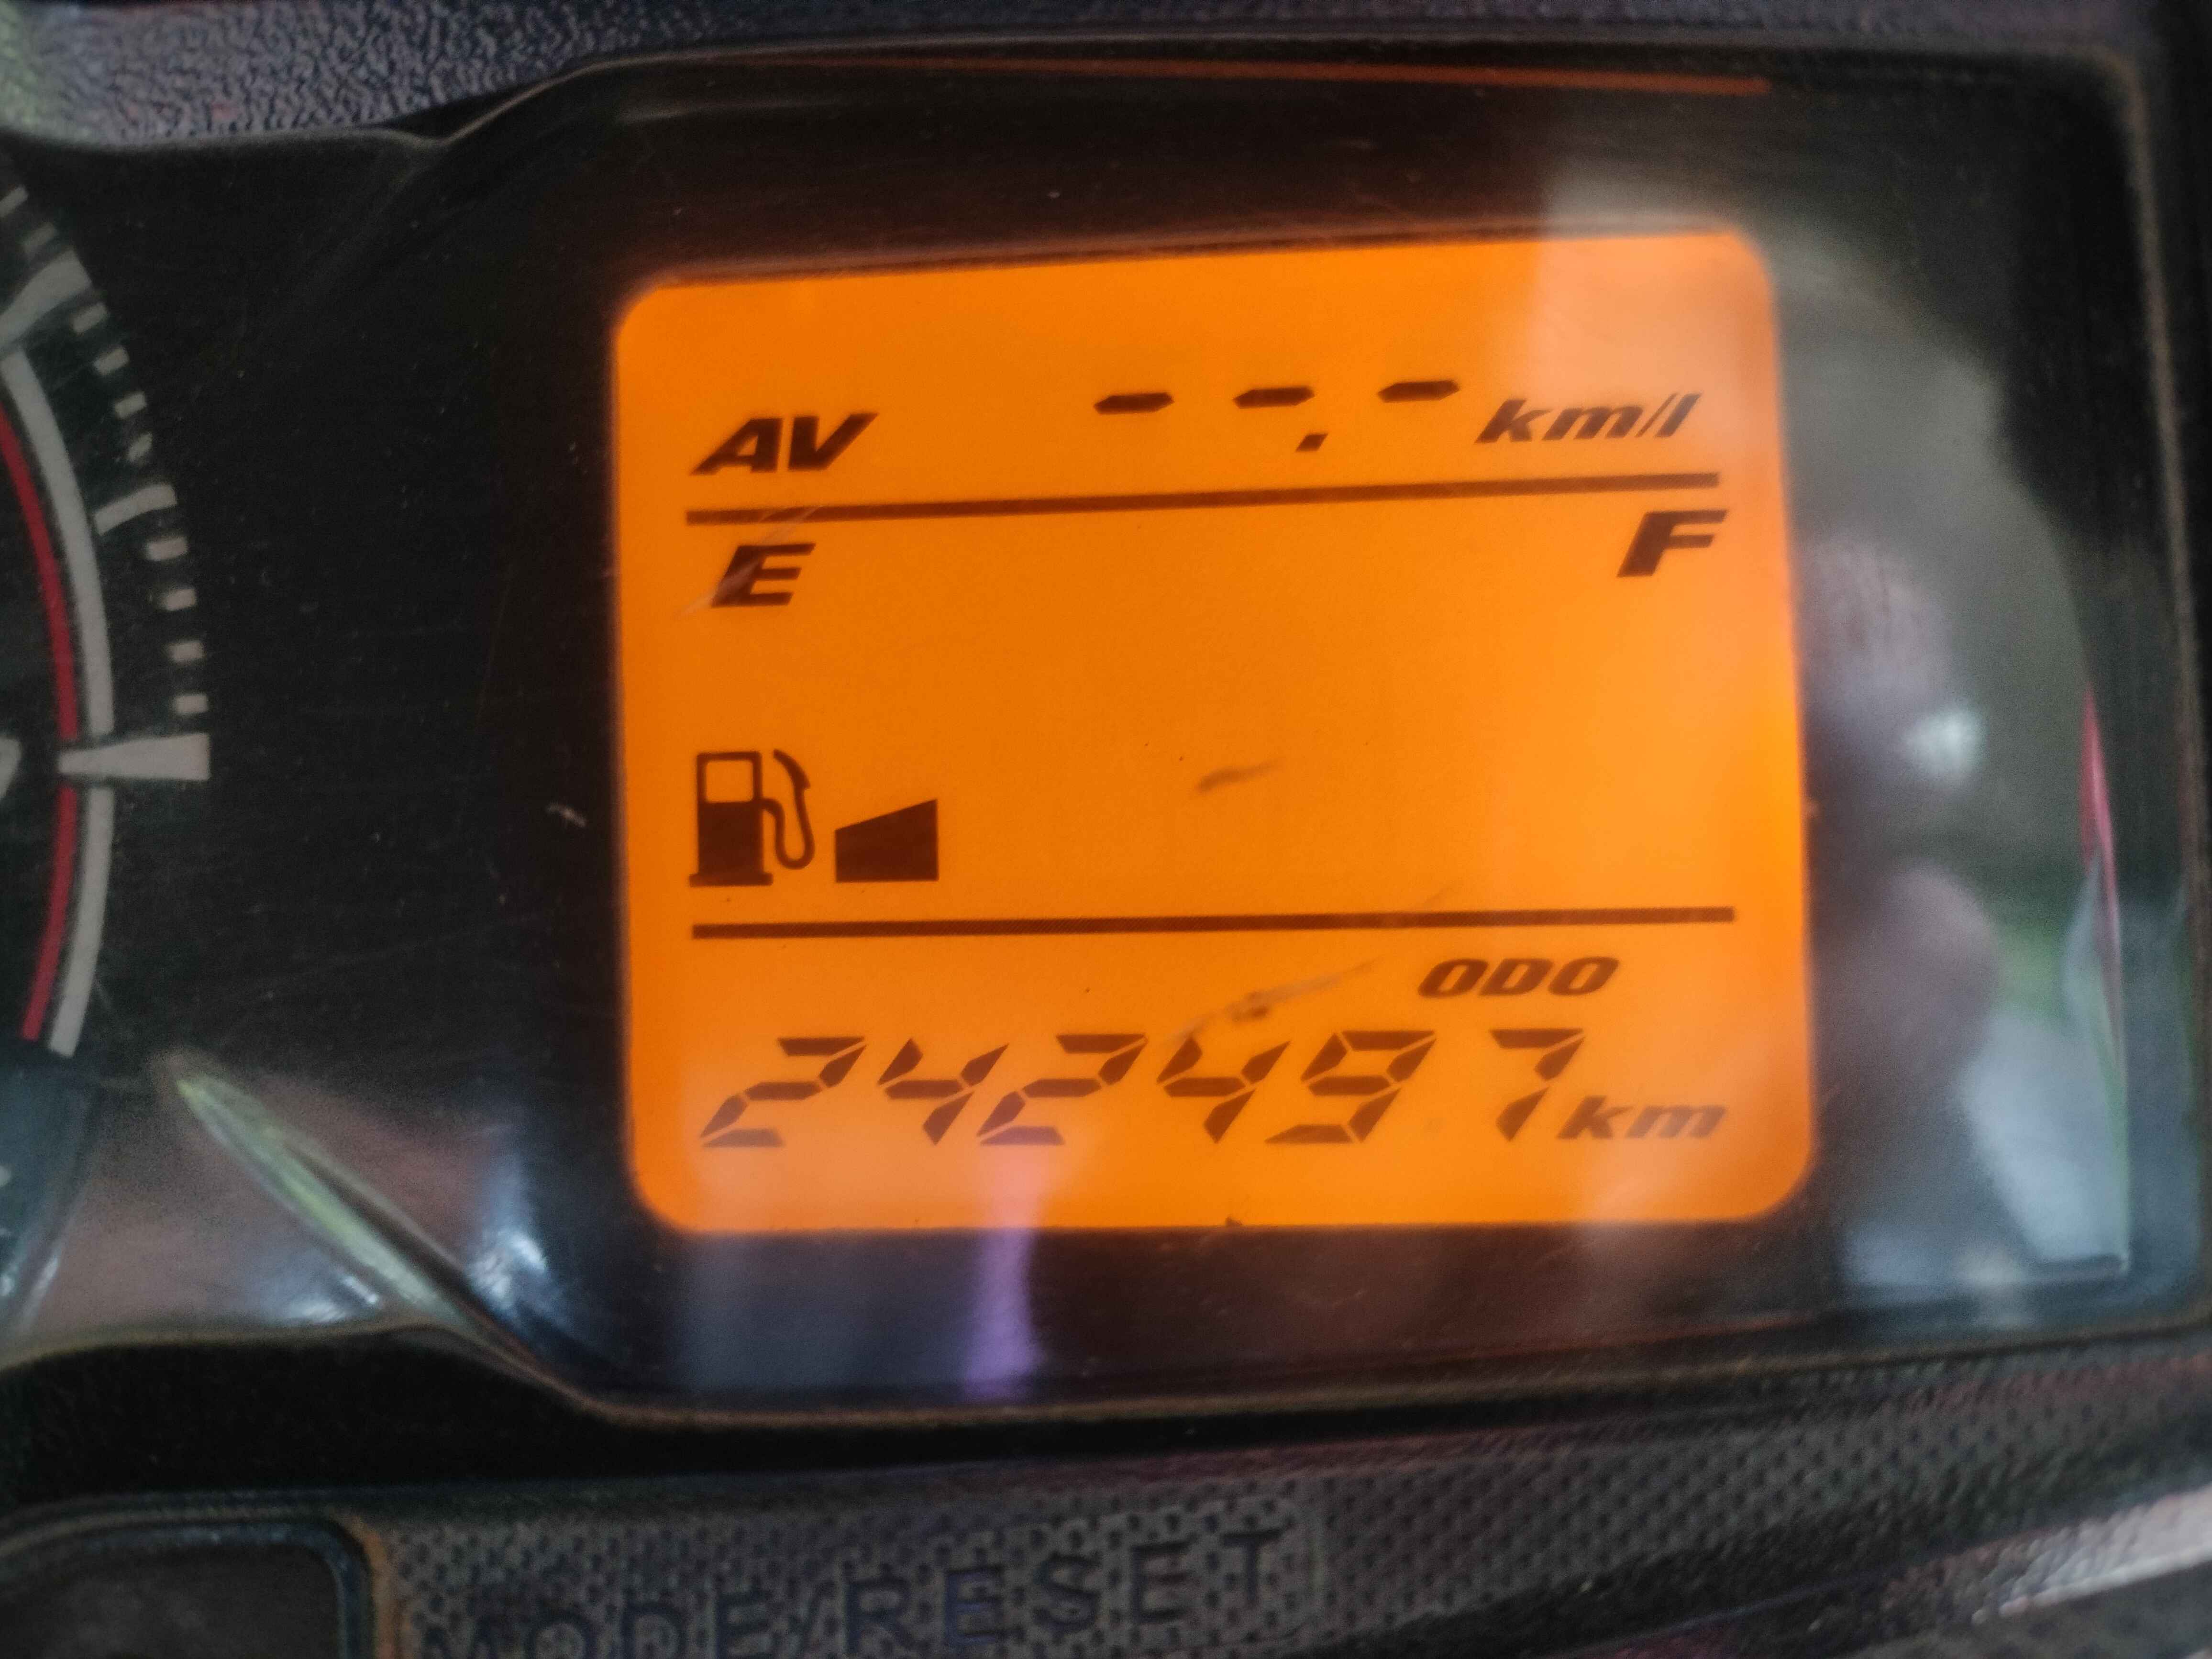 AV --.- km/l
E F
ODO
242497 km
MODE/RESET